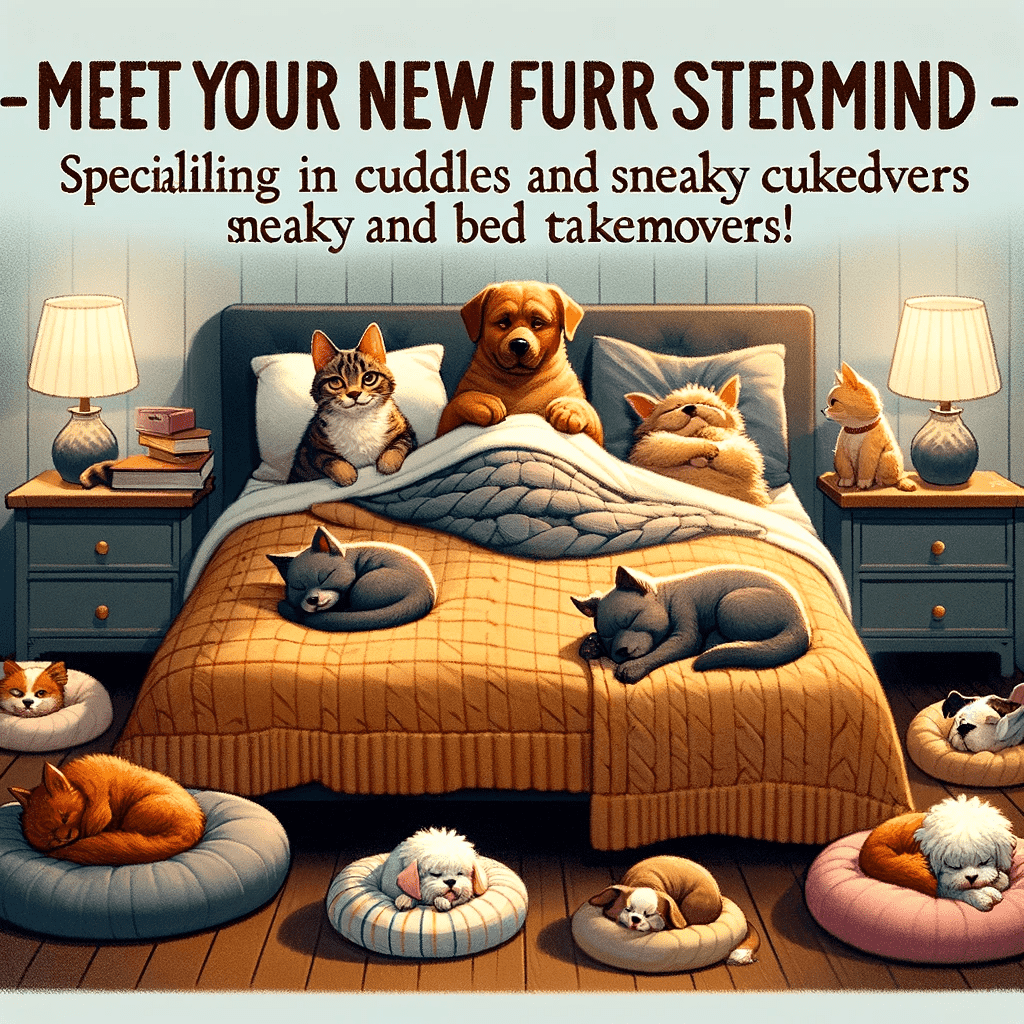 -MEET YOUR NEW FURR STERMIND-
Specialiling in cuddles and sneaky cukedvers
sneaky and bed takemovers!